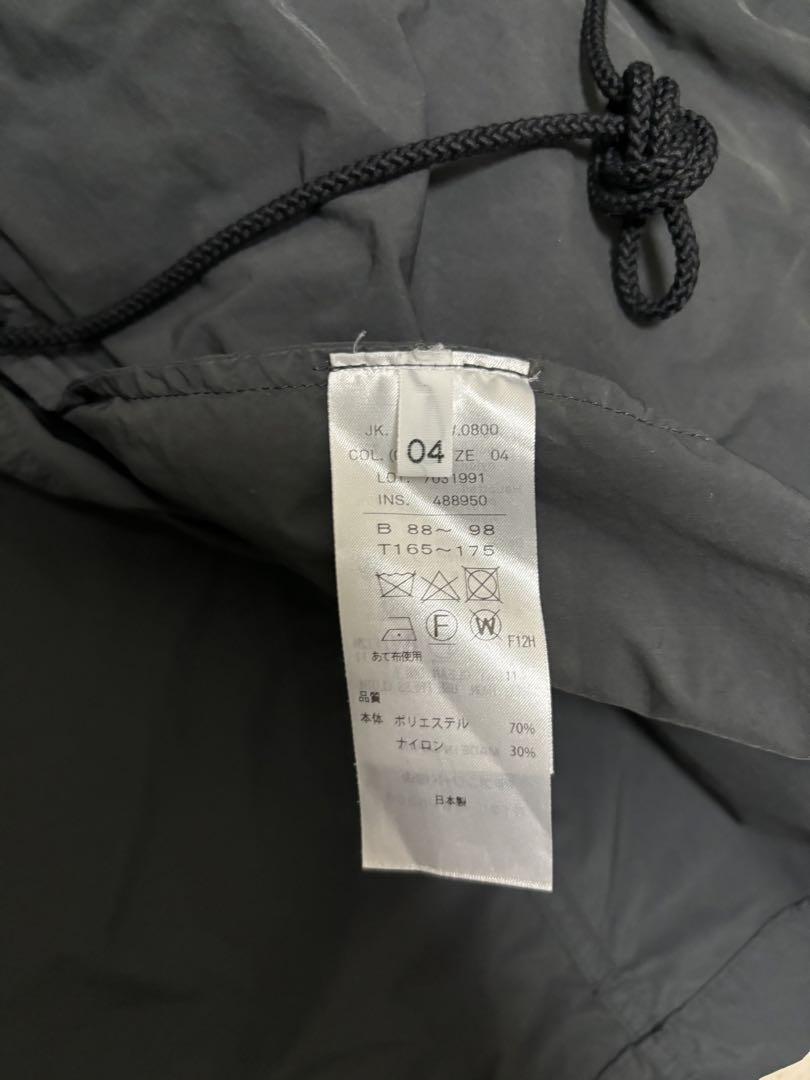 JK. .0800
COL. ZE 04
04
LOT. 7031991
INS. 488950
B 88～ 98
T165～175
F W F12H
あて布使用
11
品質
本体 ポリエステル 70%
ナイロン 30%
日本製